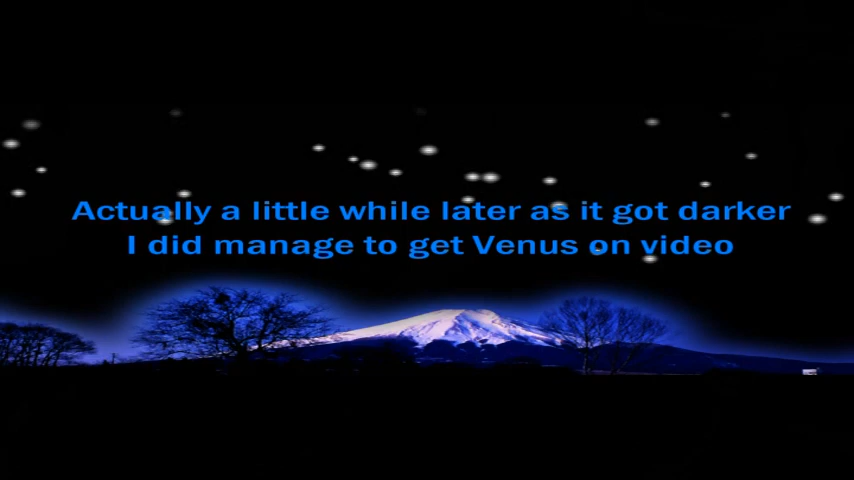 Actually a little while later as it got darker
I did manage to get Venus on video